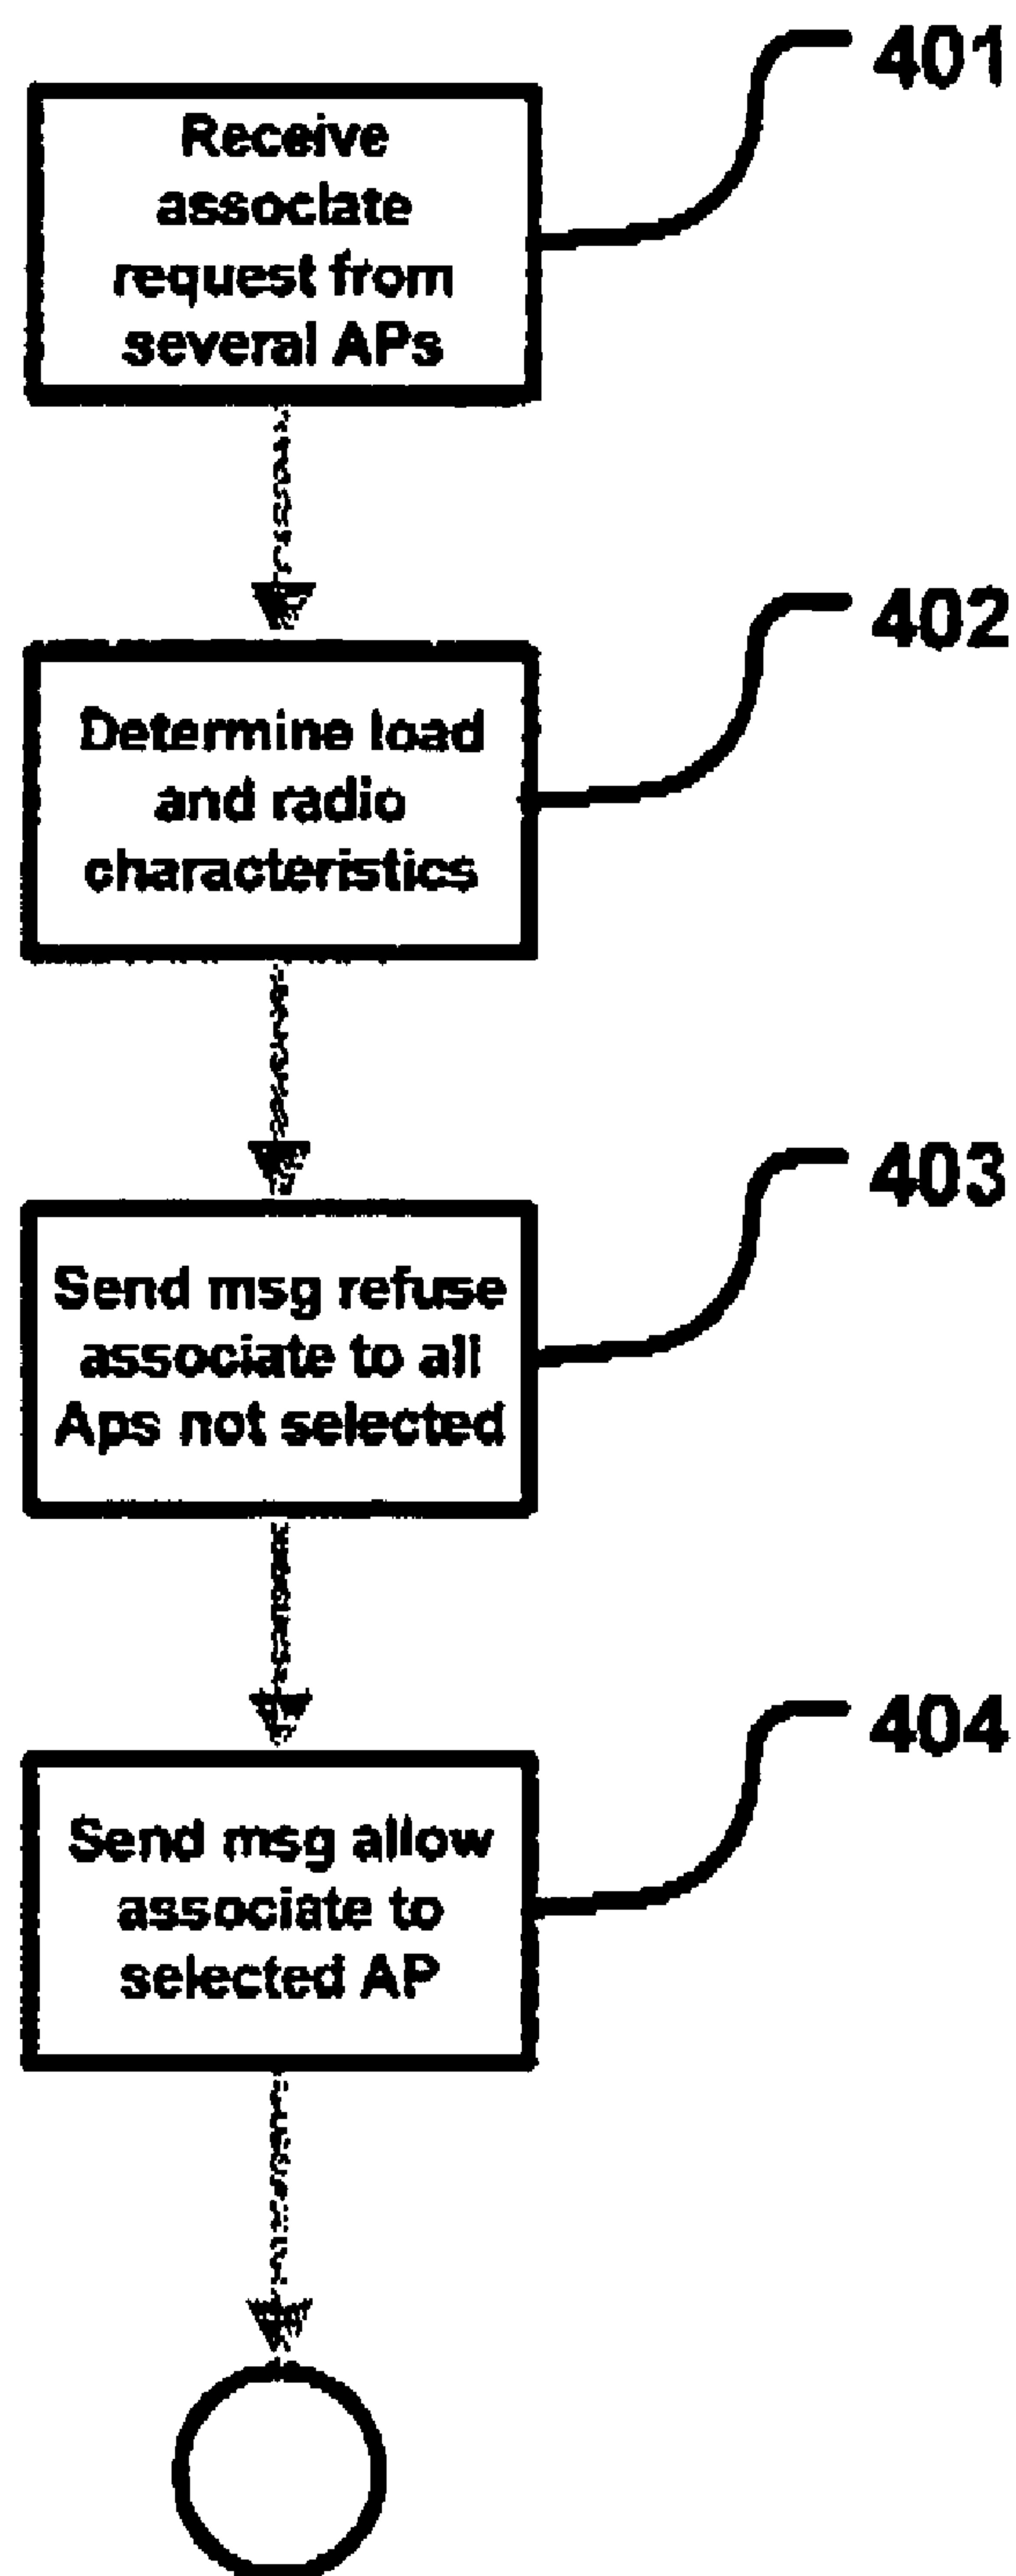 401
Receive
associate
request from
several APs
402
Determine load
and radio
characteristics
403
Send msg refuse
associate to all
Aps not selected
404
Send msg allow
associate to
selected AP